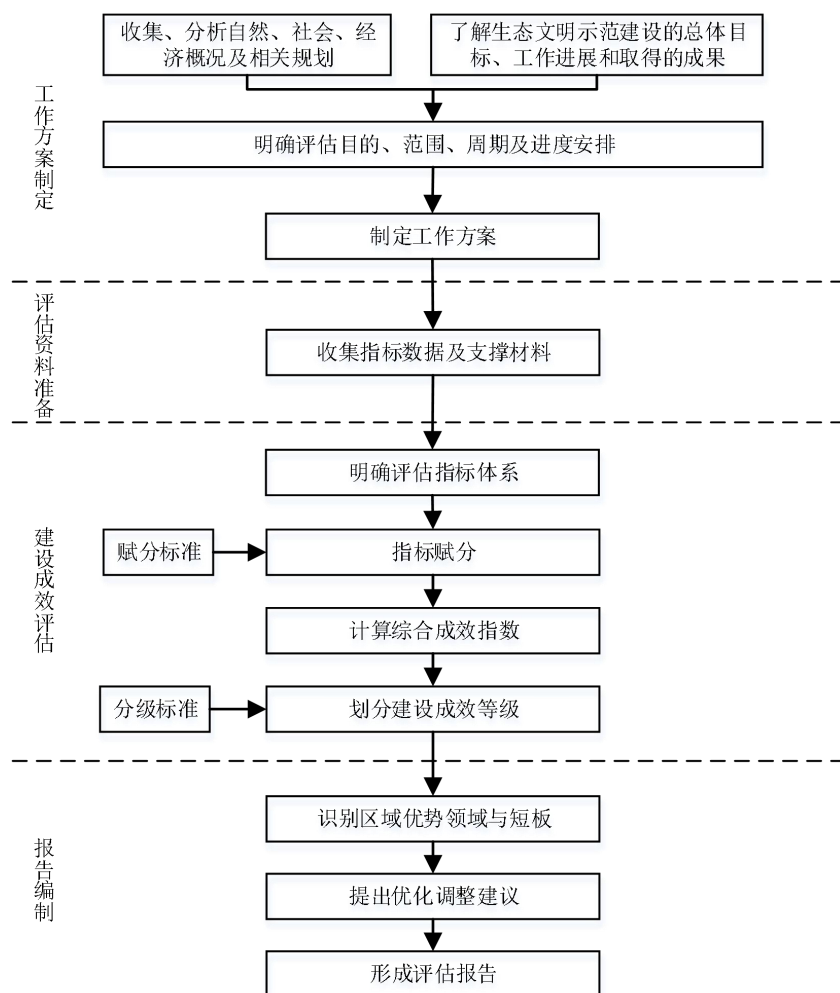 收集、分析自然、社会、经
济概况及相关规划
了解生态文明示范建设的总体目
标、工作进展和取得的成果
工作方案制定
明确评估目的、范围、周期及进度安排
制定工作方案
评估资料准备
收集指标数据及支撑材料
建设成效评估
明确评估指标体系
赋分标准
指标赋分
计算综合成效指数
分级标准
划分建设成效等级
报告编制
识别区域优势领域与短板
提出优化调整建议
形成评估报告